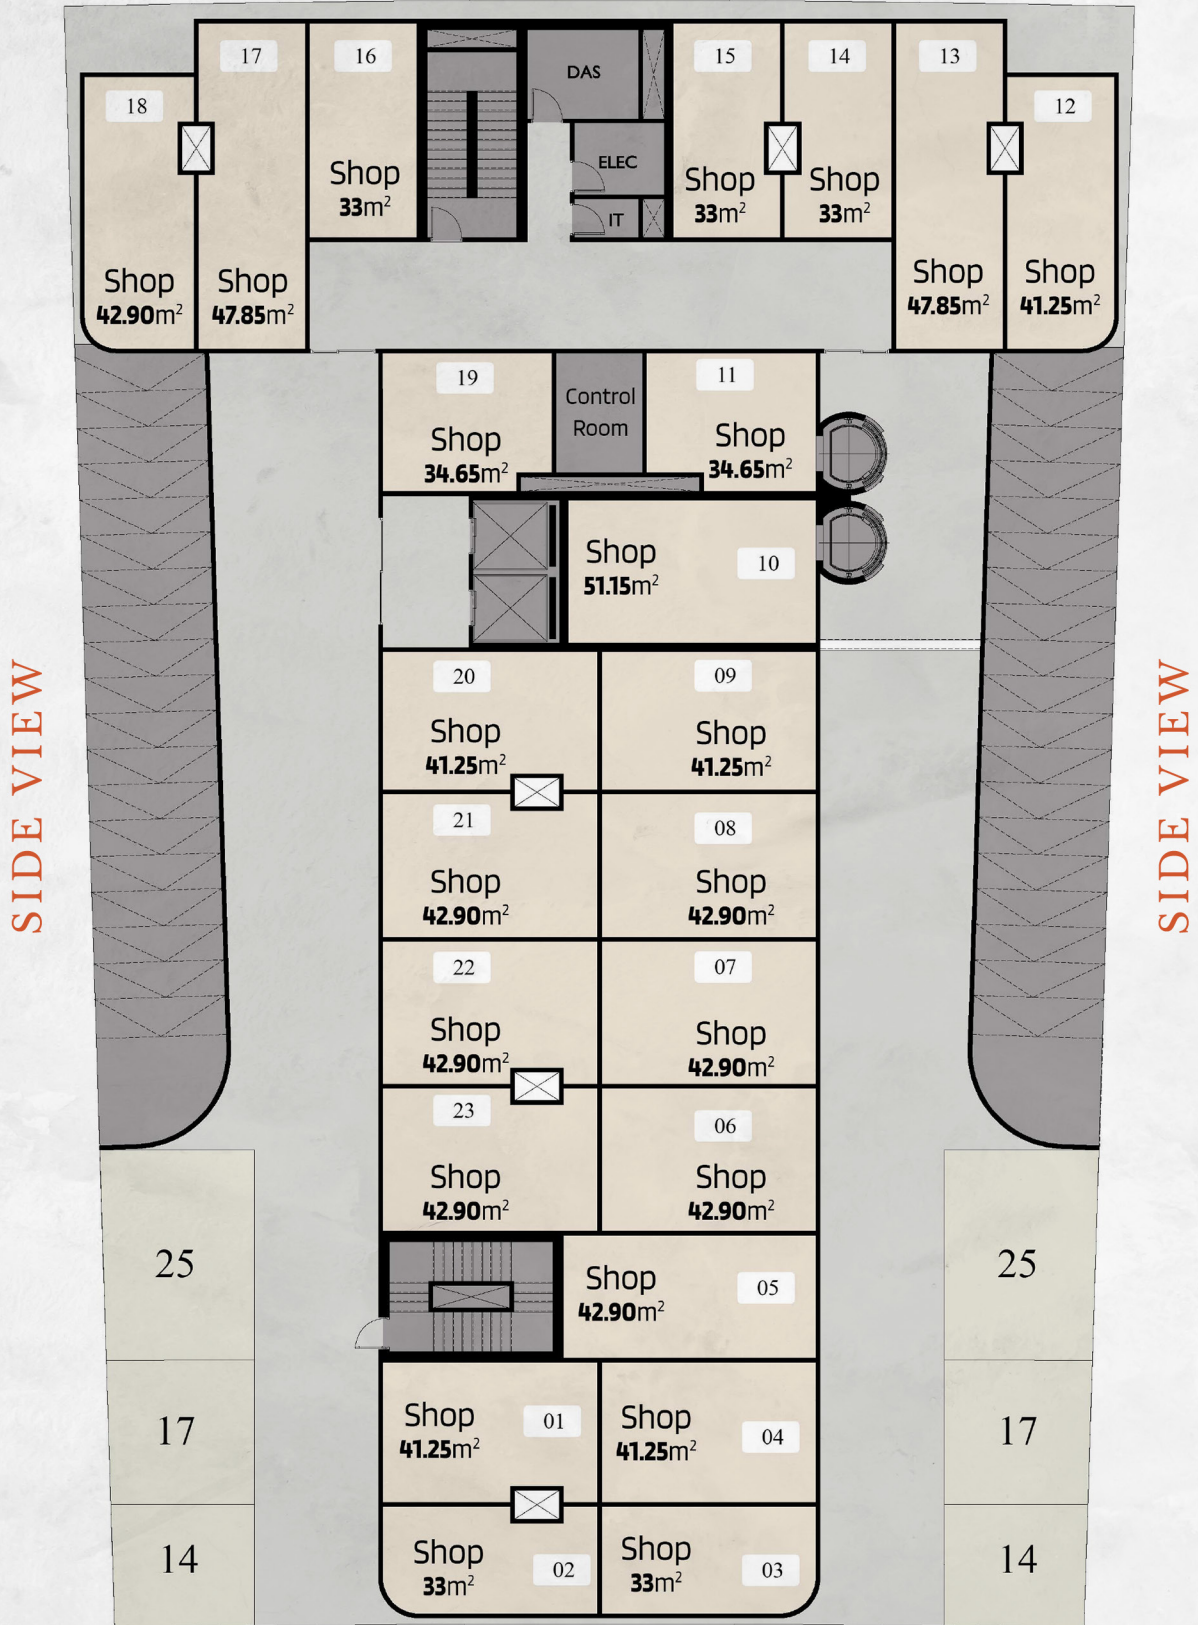 17
16
DAS
15
14
13
18
12
ELEC
Shop
33m²
Shop
33m²
Shop
33m²
IT
Shop
42.90m²
Shop
47.85m²
Shop
47.85m²
Shop
41.25m²
19
Control
Room
11
Shop
34.65m²
Shop
34.65m²
Shop
51.15m²
10
SIDE VIEW
SIDE VIEW
20
09
Shop
41.25m²
Shop
41.25m²
21
08
Shop
42.90m²
Shop
42.90m²
22
07
Shop
42.90m²
Shop
42.90m²
23
06
Shop
42.90m²
Shop
42.90m²
25
Shop
42.90m²
05
25
17
Shop
41.25m²
01
Shop
41.25m²
04
17
14
Shop
33m²
02
Shop
33m²
03
14